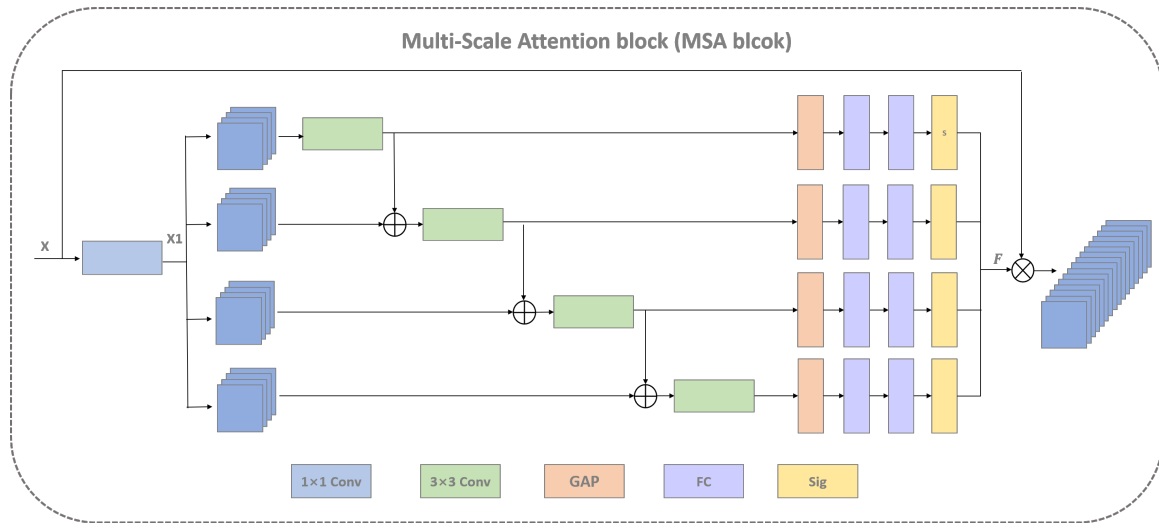 Multi-Scale Attention block (MSA blcok)
s
X1
X
F
1×1 Conv
3×3 Conv
GAP
FC
Sig